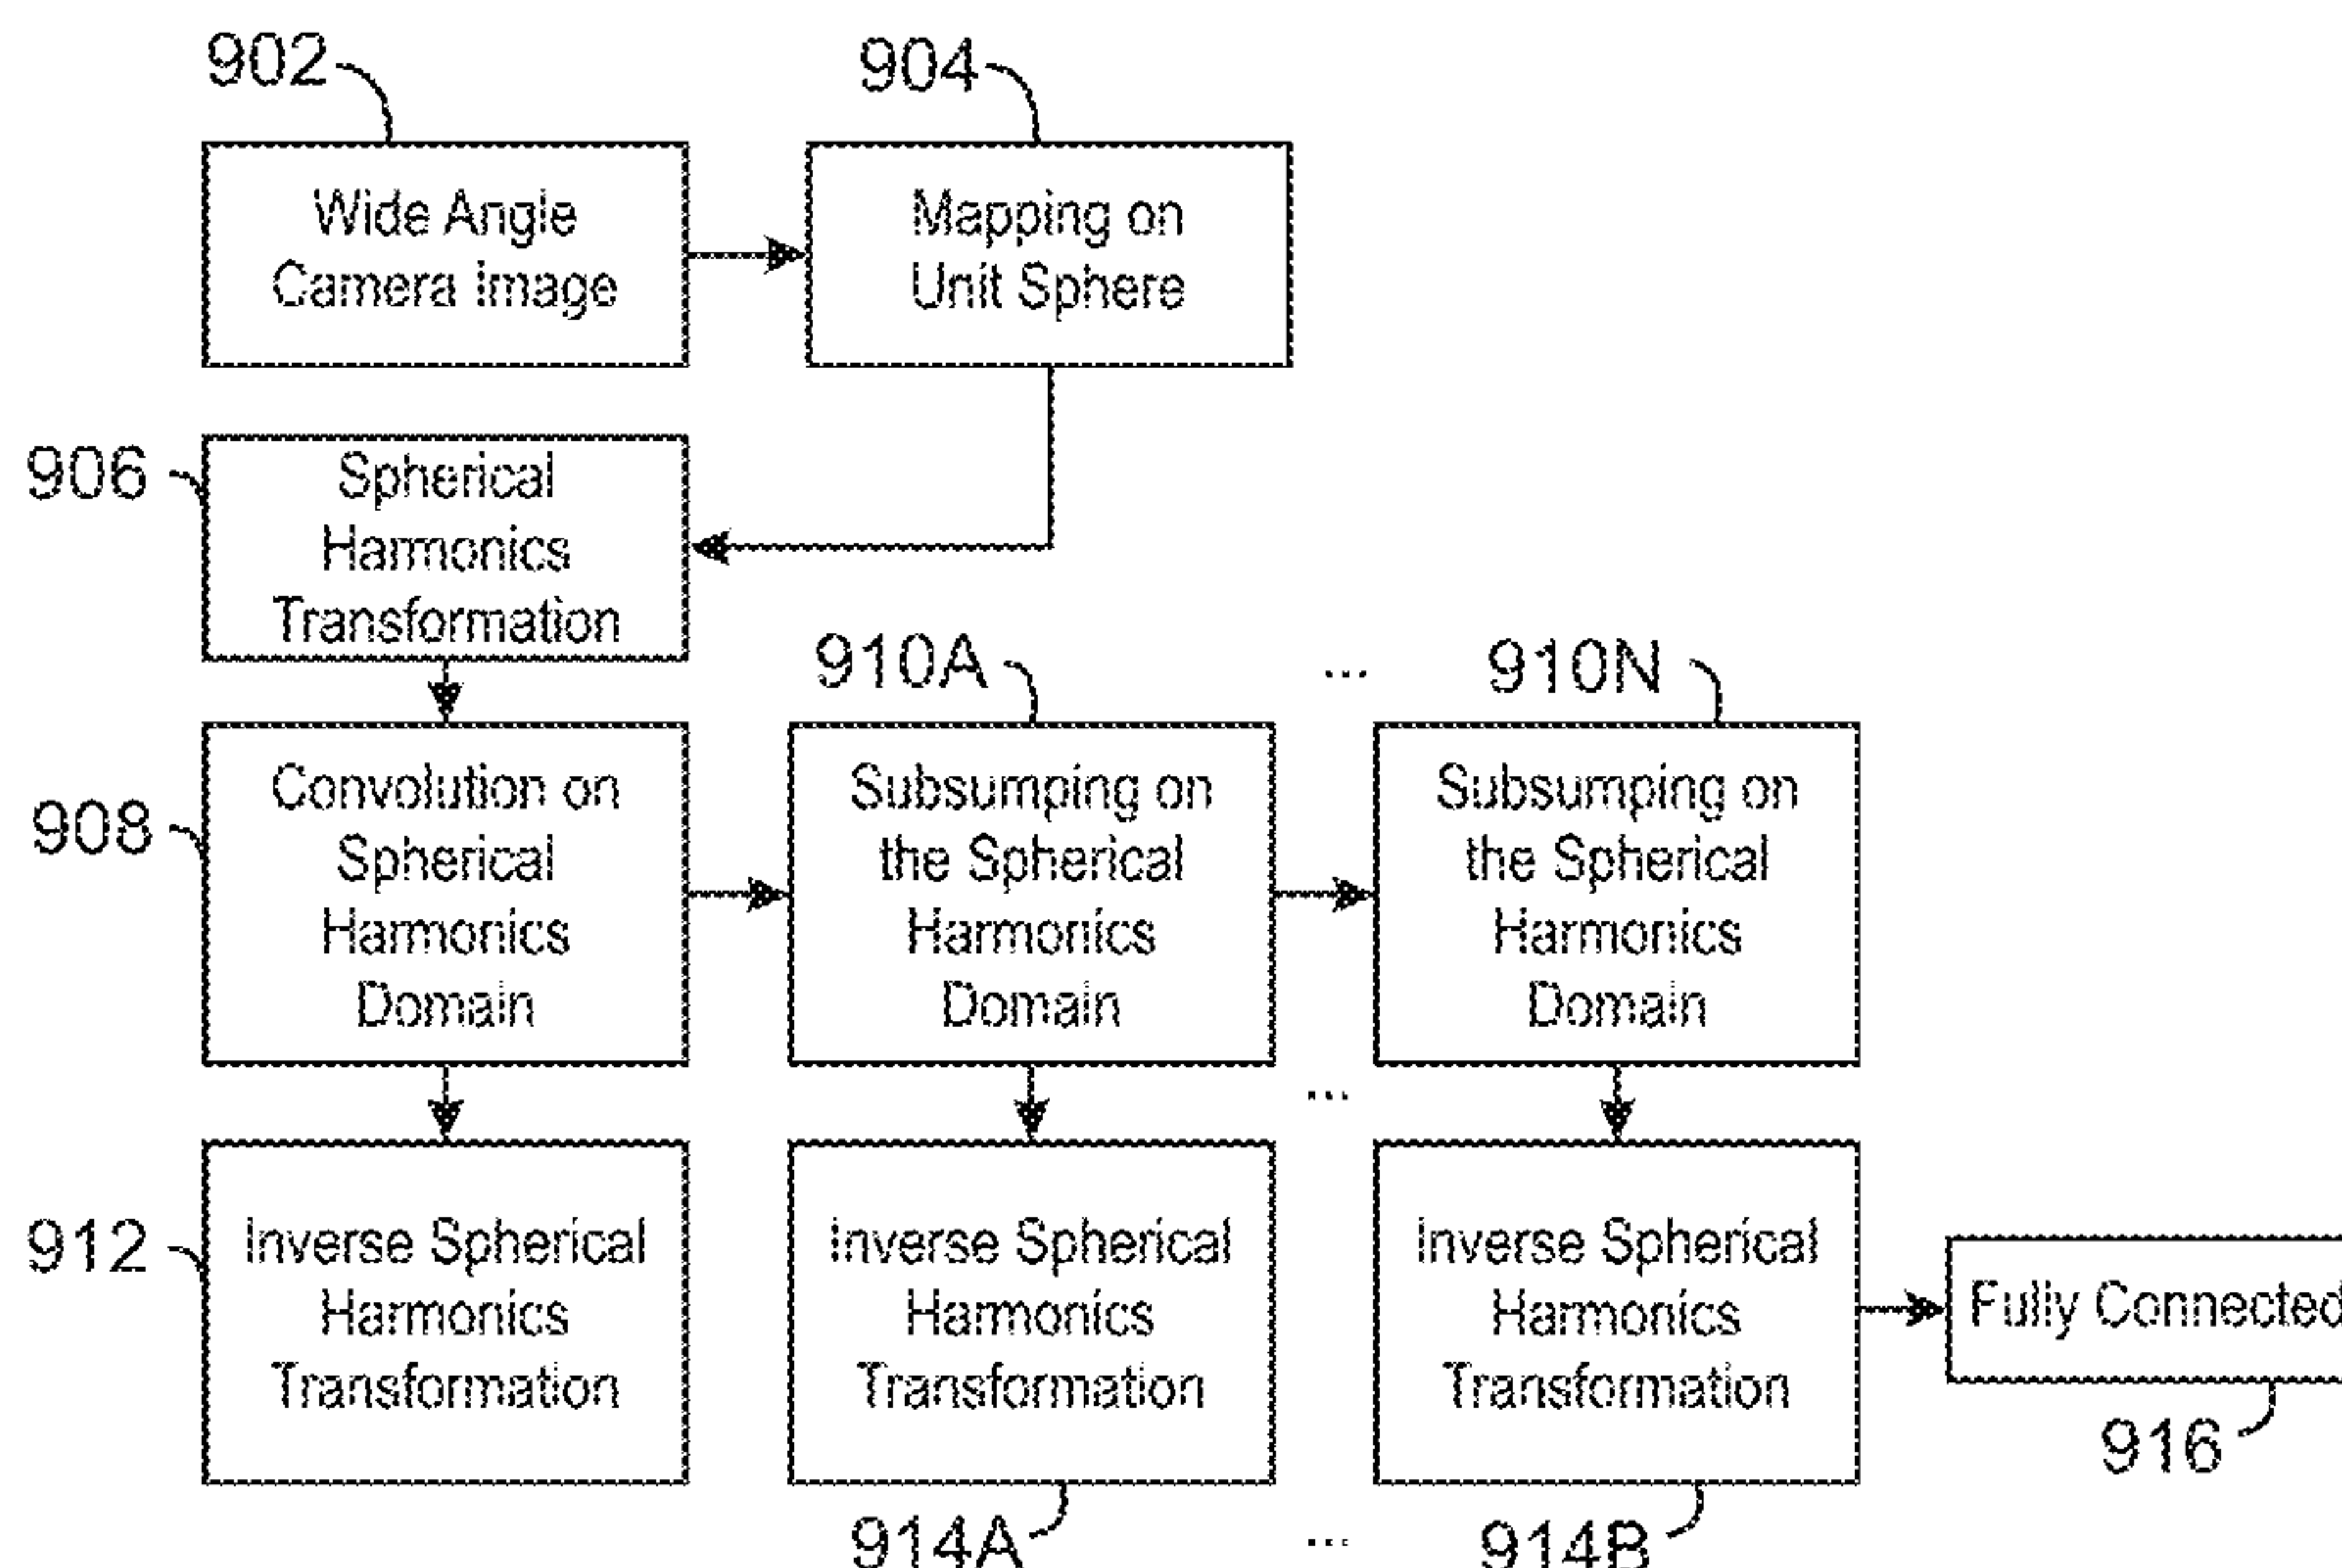 902
904
Wide Angle
Camera image
Mapping on
Unit Sphere
906
Spherical
Harmonics
Transformation
910A
...
910N
908
Convolution on
Spherical
Harmonics
Domain
Subsumping on
the Spherical
Harmonics
Domain
Subsumping on
the Spherical
Harmonics
Domain
...
912
Inverse Spherical
Harmonics
Transformation
Inverse Spherical
Harmonics
Transformation
Inverse Spherical
Harmonics
Transformation
Fully Connected
916
914A
...
914B